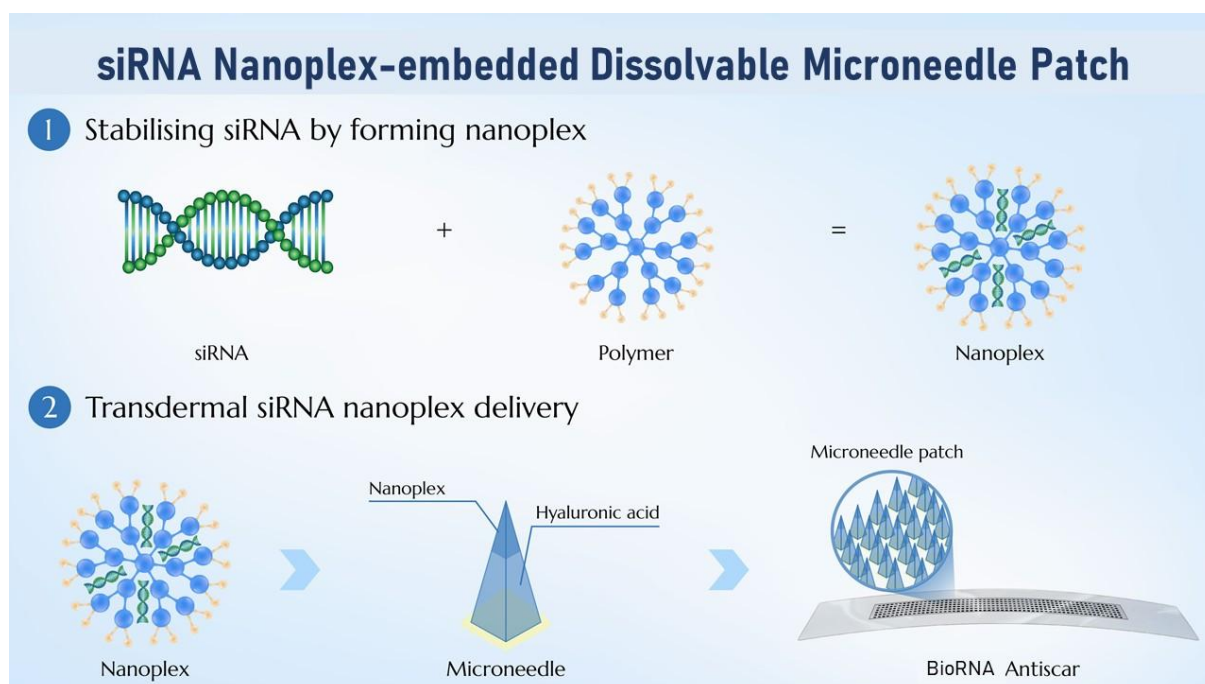 siRNA Nanoplex-embedded Dissolvable Microneedle Patch
1 Stabilising siRNA by forming nanoplex
+
=
siRNA
Polymer
Nanoplex
2 Transdermal siRNA nanoplex delivery
Microneedle patch
Nanoplex
Hyaluronic acid
Nanoplex
Microneedle
BioRNA Antiscar